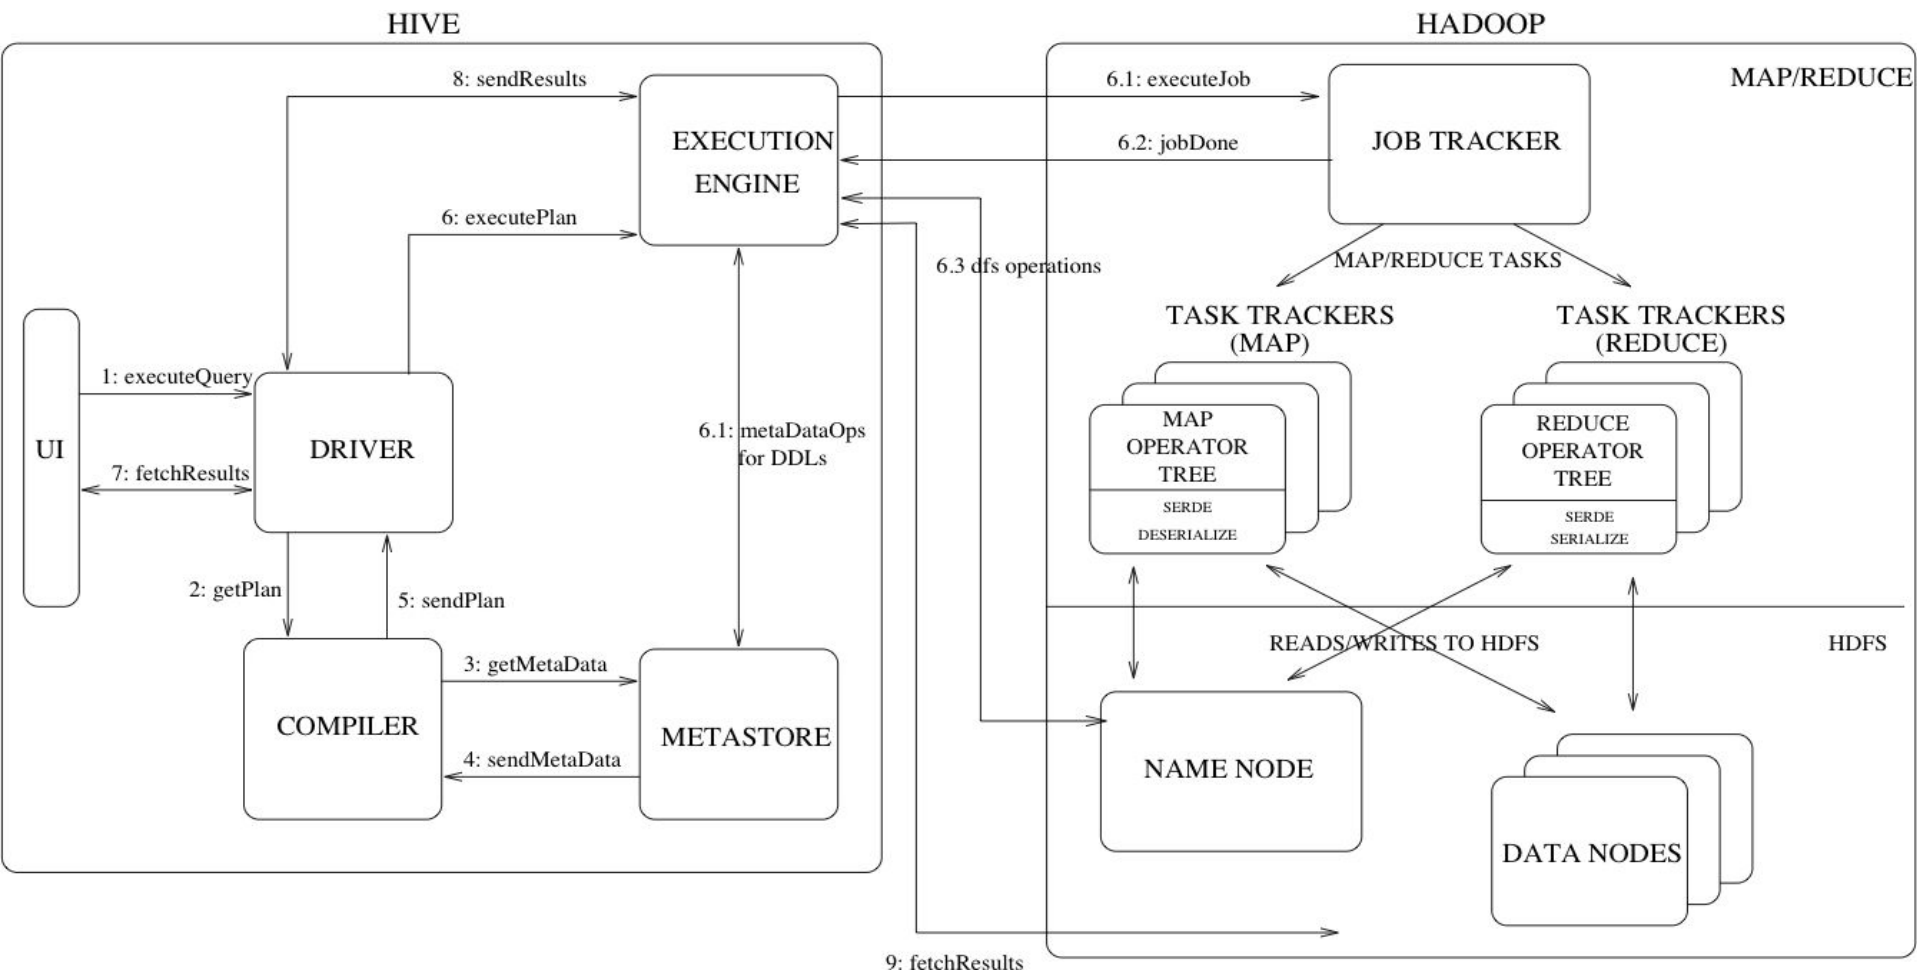 HIVE
HADOOP
MAP/REDUCE
8: sendResults
EXECUTION
ENGINE
6.1: executeJob
6.2: jobDone
JOB TRACKER
6: executePlan
6.3 dfs operations
MAP/REDUCE TASKS
TASK TRACKERS
(MAP)
TASK TRACKERS
(REDUCE)
1: executeQuery
UI
DRIVER
7: fetchResults
6.1: metaDataOps
for DDLs
MAP
OPERATOR
TREE
SERDE
DESERIALIZE
REDUCE
OPERATOR
TREE
SERDE
SERIALIZE
2: getPlan
5: sendPlan
READS/WRITES TO HDFS
HDFS
3: getMetaData
COMPILER
METASTORE
4: sendMetaData
NAME NODE
DATA NODES
9: fetchResults